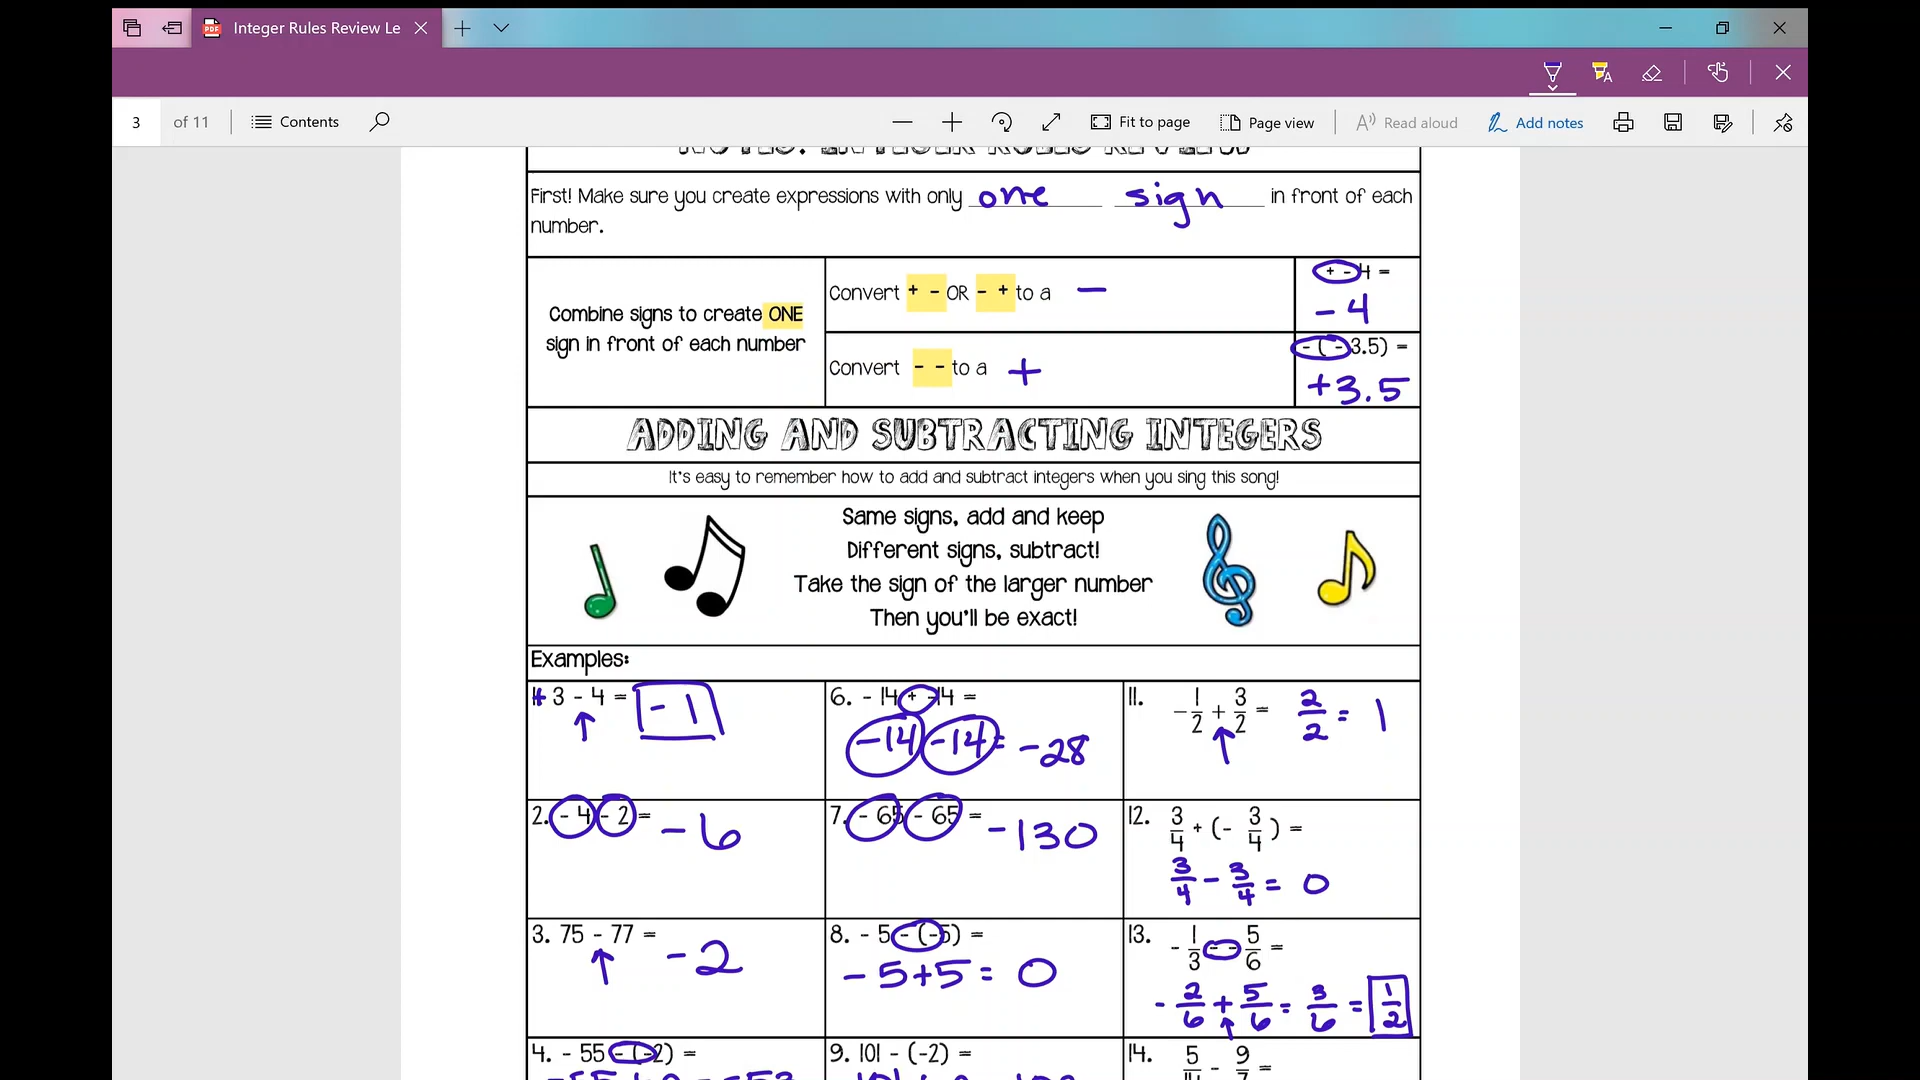 Integer Rules Review Le
3 of 11 Contents Fit to page Page view Read aloud Add notes
NOTES: INTEGER RULES REVIEW
First! Make sure you create expressions with only one sign in front of each
number.
Combine signs to create ONE
sign in front of each number
Convert + - OR - + to a -
+ - 4 =
- 4
Convert - - to a +
- ( - 3.5) =
+3.5
ADDING AND SUBTRACTING INTEGERS
It's easy to remember how to add and subtract integers when you sing this song!
Same signs, add and keep
Different signs, subtract!
Take the sign of the larger number
Then you'll be exact!
Examples:
+ 3 - 4 = - 1
6. - 14 + -14 =
-14 -14 = -28
11. -1/2 + 3/2 = 2/2 = 1
2. - 4 - 2 = -6
7. - 65 - 65 = -130
12. 3/4 + (- 3/4) =
3/4 - 3/4 = 0
3. 75 - 77 = -2
8. - 5 - (-5) =
- 5+5 = 0
13. - 1/3 - - 5/6 =
- 2/6 + 5/6 = 3/6 = 1/2
4. - 55 - (-2) =
9. 101 - (-2) =
14.